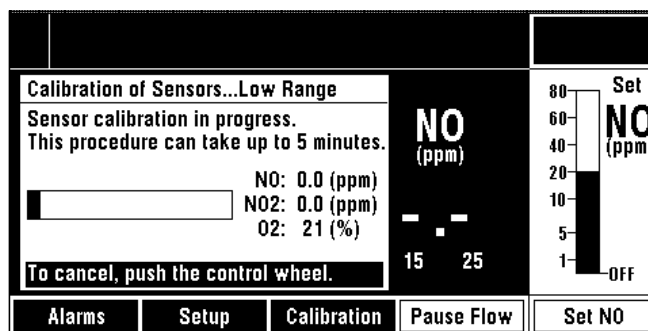 Calibration of Sensors...Low Range
Sensor calibration in progress.
This procedure can take up to 5 minutes.
NO: 0.0 (ppm)
NO2: 0.0 (ppm)
O2: 21 (%)
To cancel, push the control wheel.
NO
(ppm)
-.-
15 25
Set
NO
(ppm
80
60
40
20
10
5
1
OFF
Alarms Setup Calibration Pause Flow Set NO